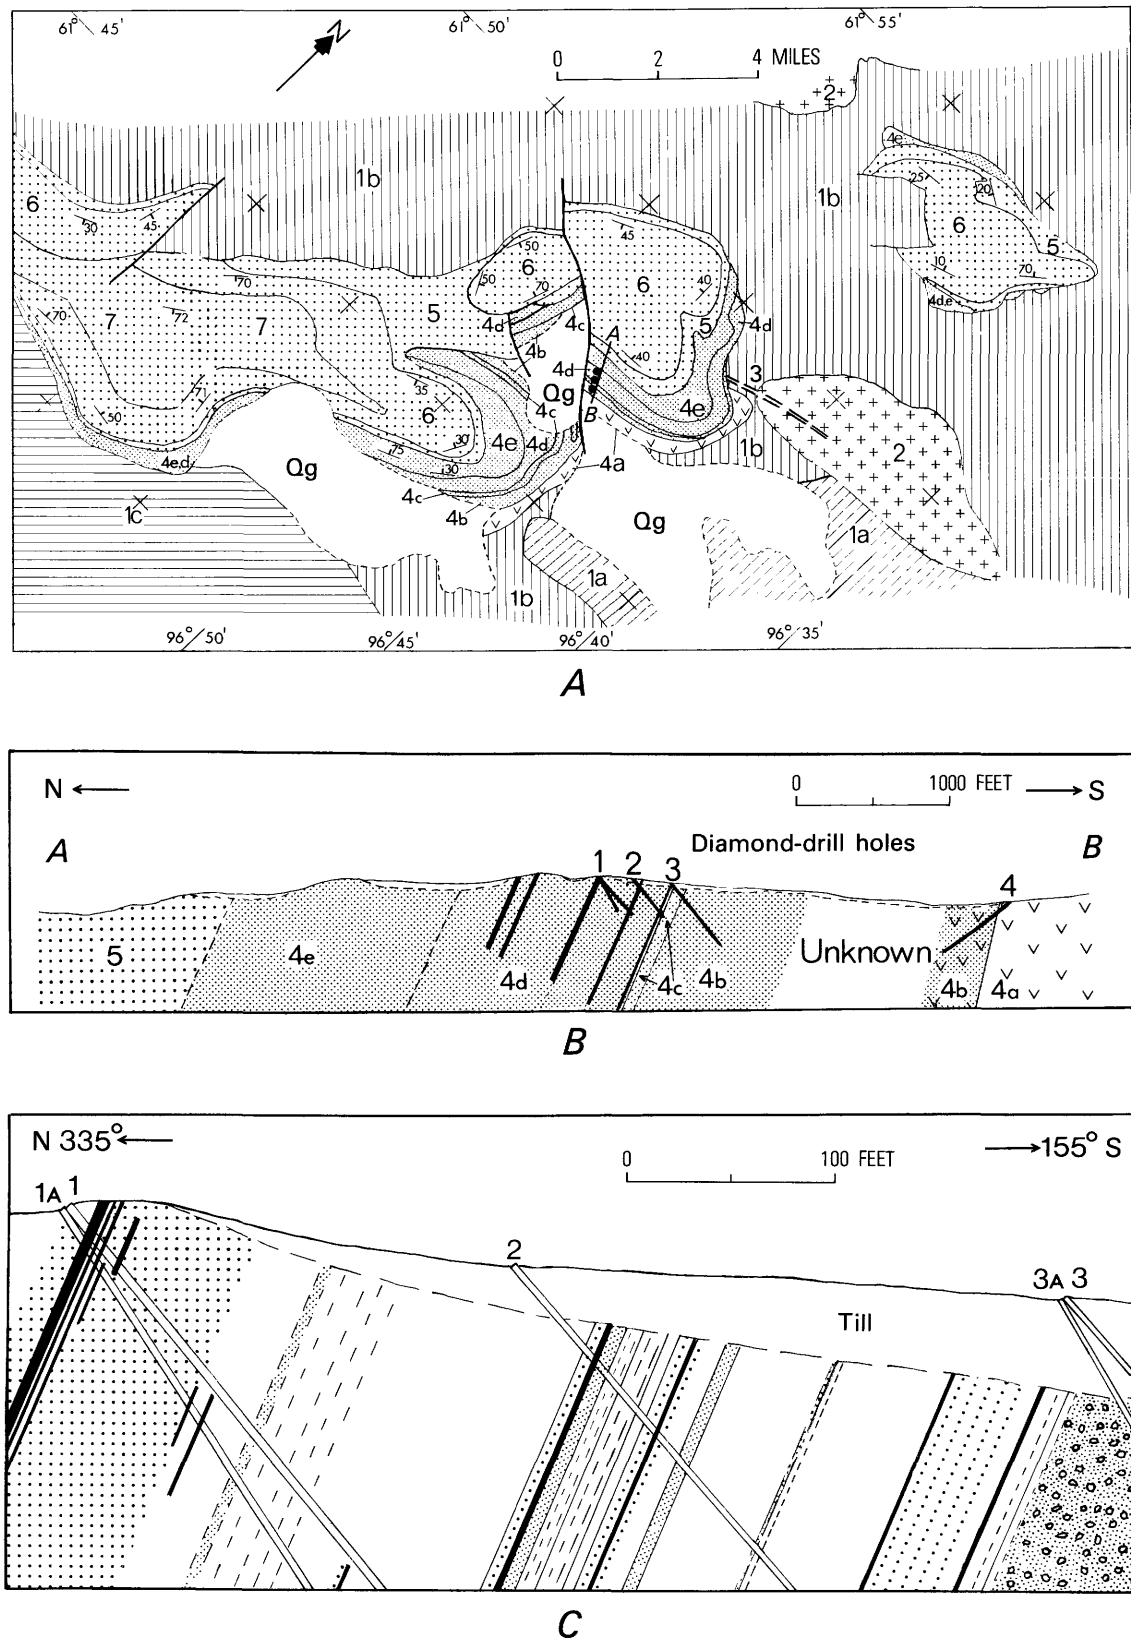 61° 45' 61° 50' 61° 55'
N
0 2 4 MILES
2
4e
1b
1b
25 20
6
30 45
6
5
10 70
4d,e
50
6
50 70
45
6 40
5
4d
70
5
70 7 72 7
4d 4c
4b
A
4d
40
3
Qg B
4e
35
6
4c
4e 4d
71
50
30
75 30
4a 1b
2
4e,d
Qg
4c
4b
1c
Qg
1a
1a
1b
96° 50' 96° 45' 96° 40' 96° 35'
A
N S
0 1000 FEET
A B
Diamond-drill holes
1 2 3 4
5 4e 4d 4c 4b Unknown 4b 4a
B
N 335° 155° S
0 100 FEET
1A 1
2
3A 3
Till
C